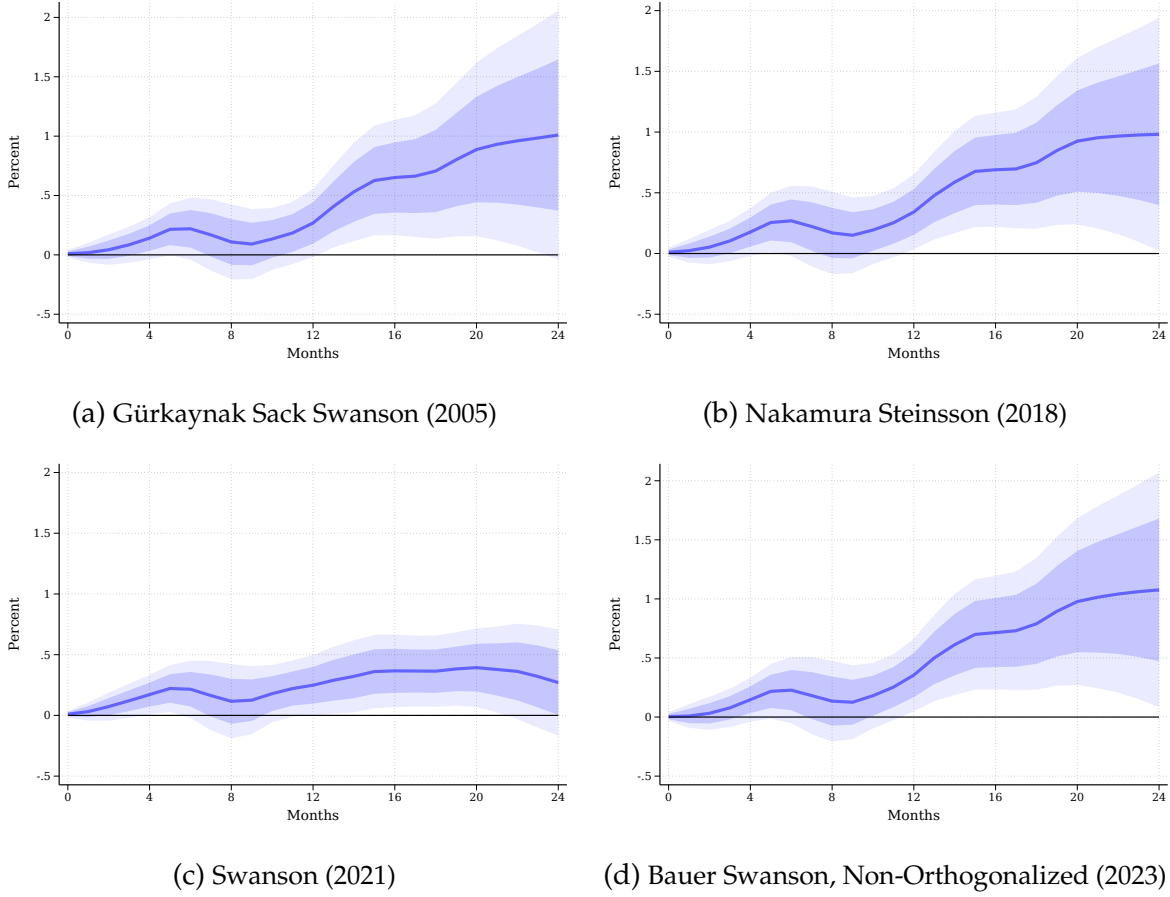 2
1.5
1
.5
0
-.5
Percent
0 4 8 12 16 20 24
Months
(a) Gürkaynak Sack Swanson (2005)
2
1.5
1
.5
0
-.5
Percent
0 4 8 12 16 20 24
Months
(b) Nakamura Steinsson (2018)
2
1.5
1
.5
0
-.5
Percent
0 4 8 12 16 20 24
Months
(c) Swanson (2021)
2
1.5
1
.5
0
-.5
Percent
0 4 8 12 16 20 24
Months
(d) Bauer Swanson, Non-Orthogonalized (2023)